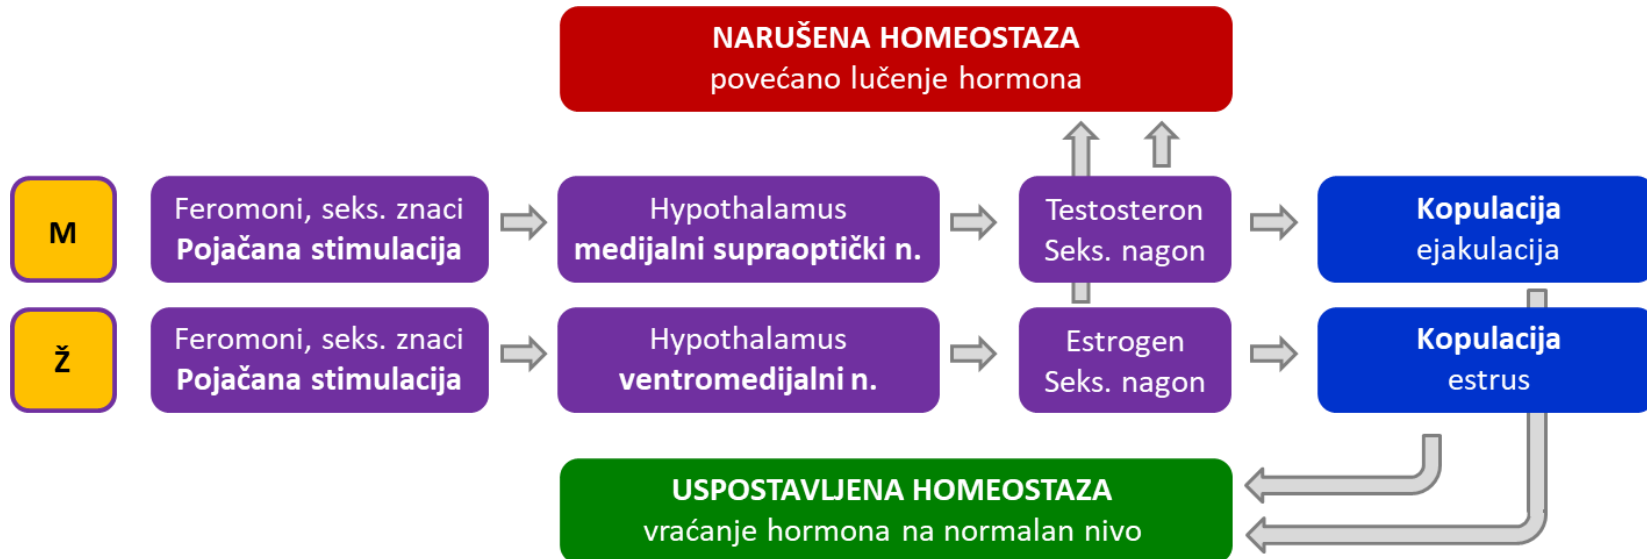 NARUŠENA HOMEOSTAZA
povećano lučenje hormona
M
Feromoni, seks. znaci
Pojačana stimulacija
Hypothalamus
medijalni supraoptički n.
Testosteron
Seks. nagon
Kopulacija
ejakulacija
Ž
Feromoni, seks. znaci
Pojačana stimulacija
Hypothalamus
ventromedijalni n.
Estrogen
Seks. nagon
Kopulacija
estrus
USPOSTAVLJENA HOMEOSTAZA
vraćanje hormona na normalan nivo